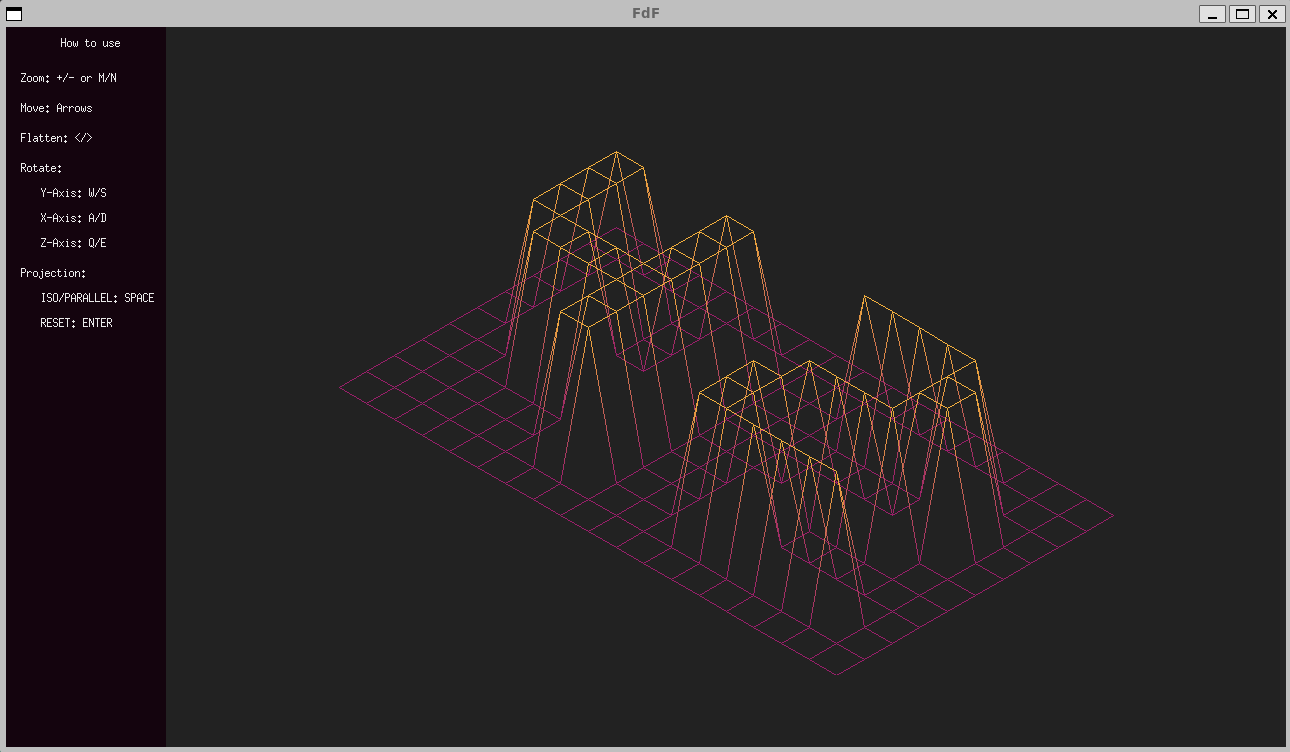 FdF
How to use
Zoom: +/- or M/N
Move: Arrows
Flatten: </>
Rotate:
Y-Axis: W/S
X-Axis: A/D
Z-Axis: Q/E
Projection:
ISO/PARALLEL: SPACE
RESET: ENTER
42